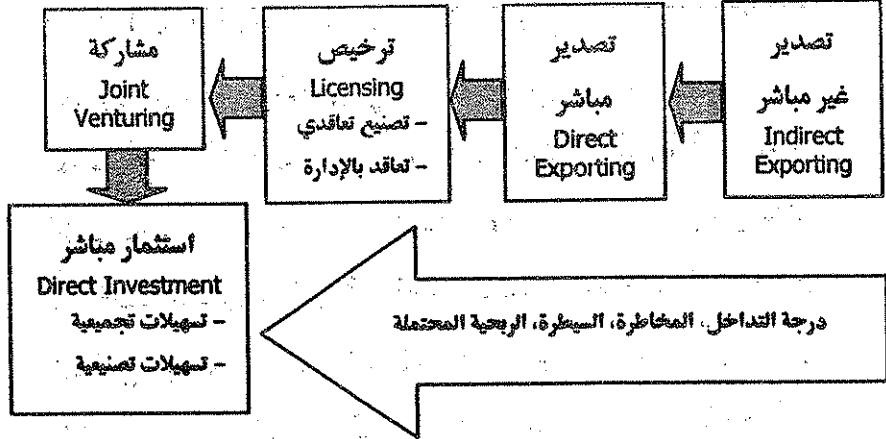 تصدير
غير مباشر
Indirect
Exporting
تصدير
مباشر
Direct
Exporting
ترخيص
Licensing
- تصنيع تعاقدي
- تعاقد بالإدارة
مشاركة
Joint
Venturing
استثمار مباشر
Direct Investment
- تسهيلات تجميعية
- تسهيلات تصنيعية
درجة التداخل، المخاطرة، السيطرة، الربحية المحتملة